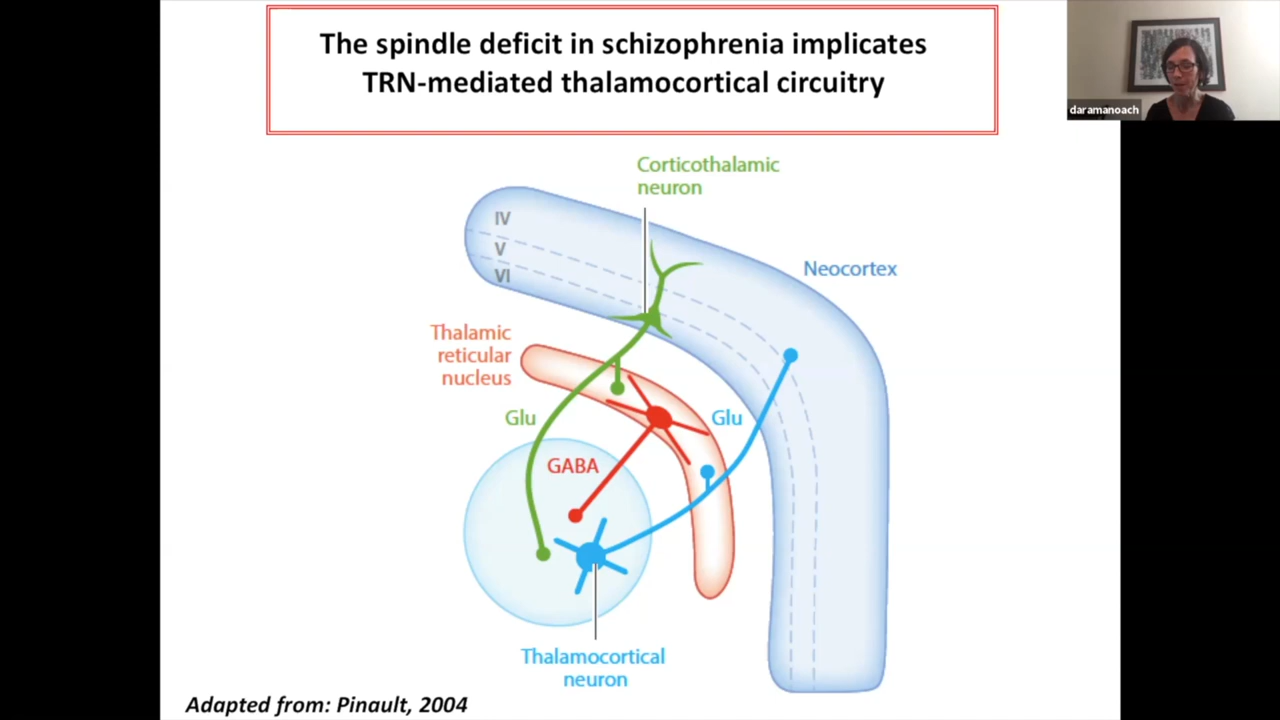 The spindle deficit in schizophrenia implicates
TRN-mediated thalamocortical circuitry
daramanoach
Corticothalamic
neuron
IV
V
VI
Neocortex
Thalamic
reticular
nucleus
Glu
Glu
GABA
Thalamocortical
neuron
Adapted from: Pinault, 2004